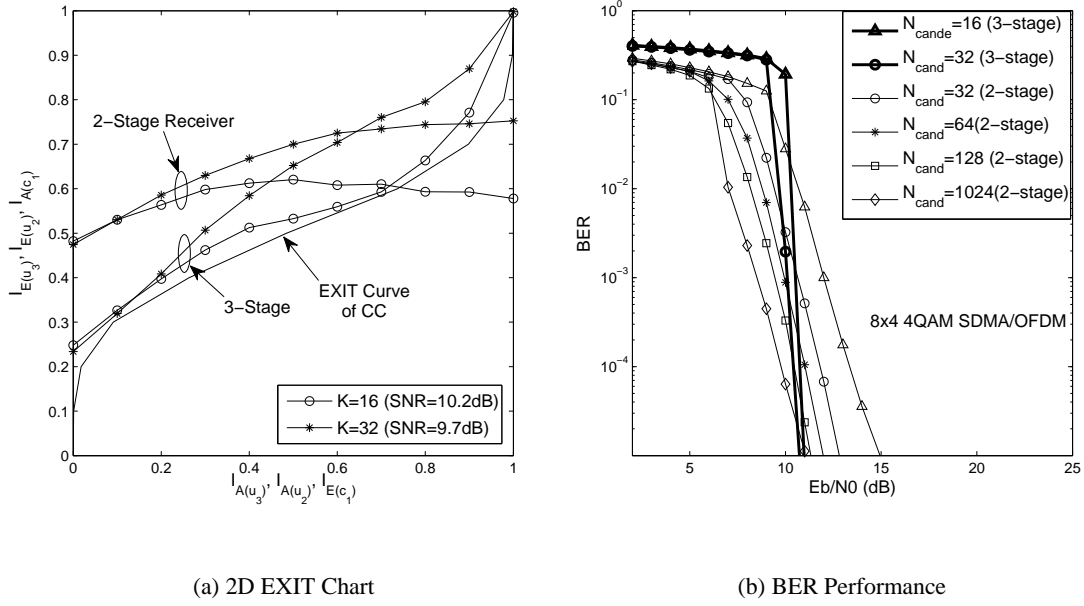 1
0.9
0.8
0.7
0.6
0.5
0.4
0.3
0.2
0.1
0
0 0.2 0.4 0.6 0.8 1
I_E(u_3), I_E(u_2), I_A(c_1)
I_A(u_3), I_A(u_2), I_E(c_1)
2−Stage Receiver
3−Stage
EXIT Curve
of CC
K=16 (SNR=10.2dB)
K=32 (SNR=9.7dB)
(a) 2D EXIT Chart
10^0
10^−1
10^−2
10^−3
10^−4
BER
5 10 15 20 25
Eb/N0 (dB)
N_cande=16 (3−stage)
N_cand=32 (3−stage)
N_cand=32 (2−stage)
N_cand=64(2−stage)
N_cand=128 (2−stage)
N_cand=1024(2−stage)
8x4 4QAM SDMA/OFDM
(b) BER Performance